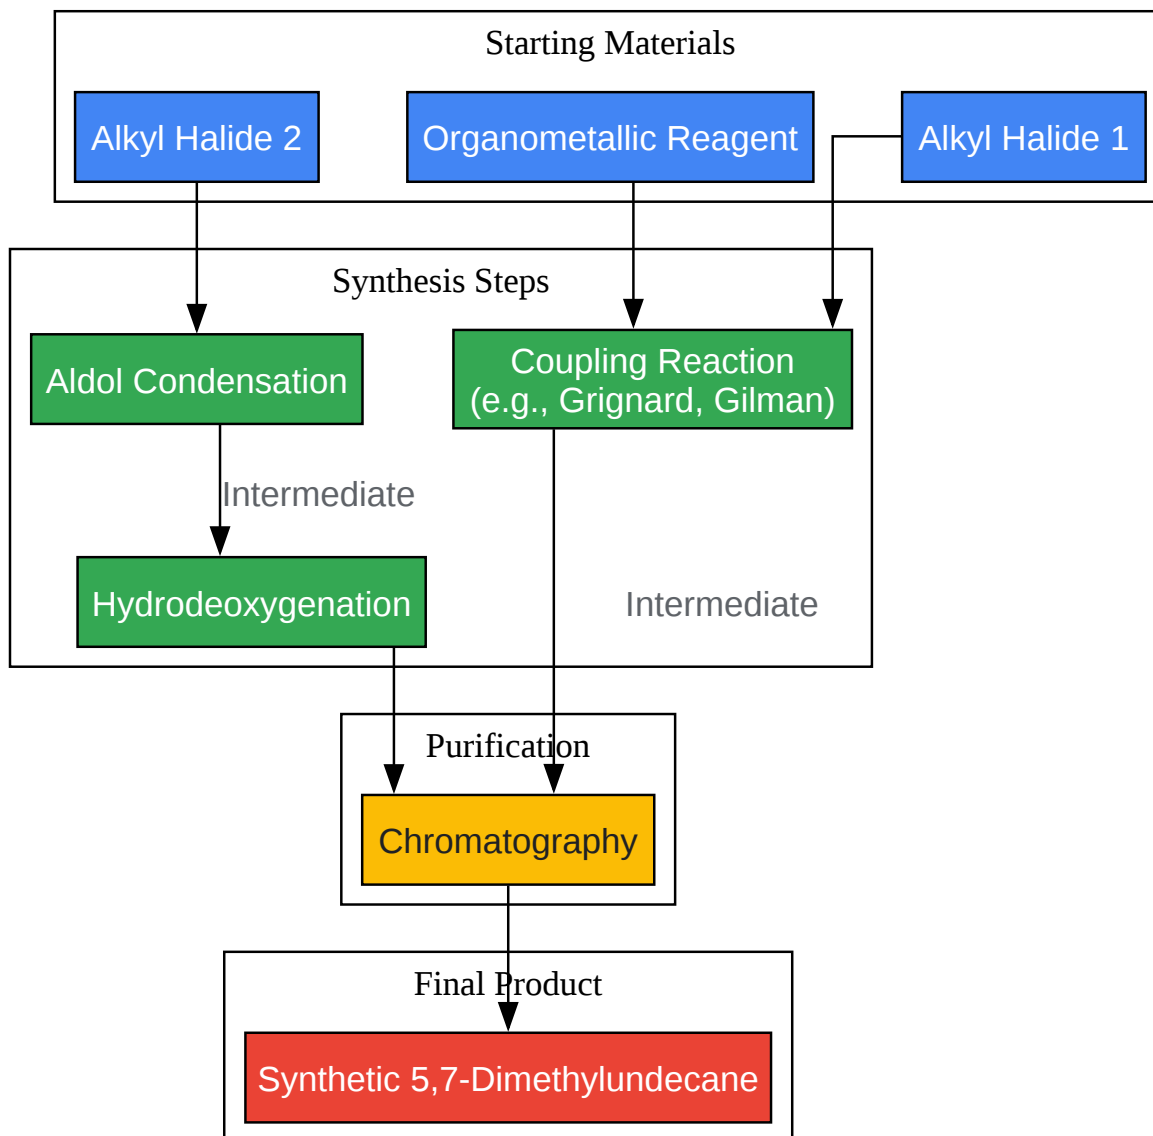 Starting Materials
Alkyl Halide 2
Organometallic Reagent
Alkyl Halide 1
Synthesis Steps
Aldol Condensation
Coupling Reaction
(e.g., Grignard, Gilman)
Intermediate
Hydrodeoxygenation
Intermediate
Purification
Chromatography
Final Product
Synthetic 5,7-Dimethylundecane